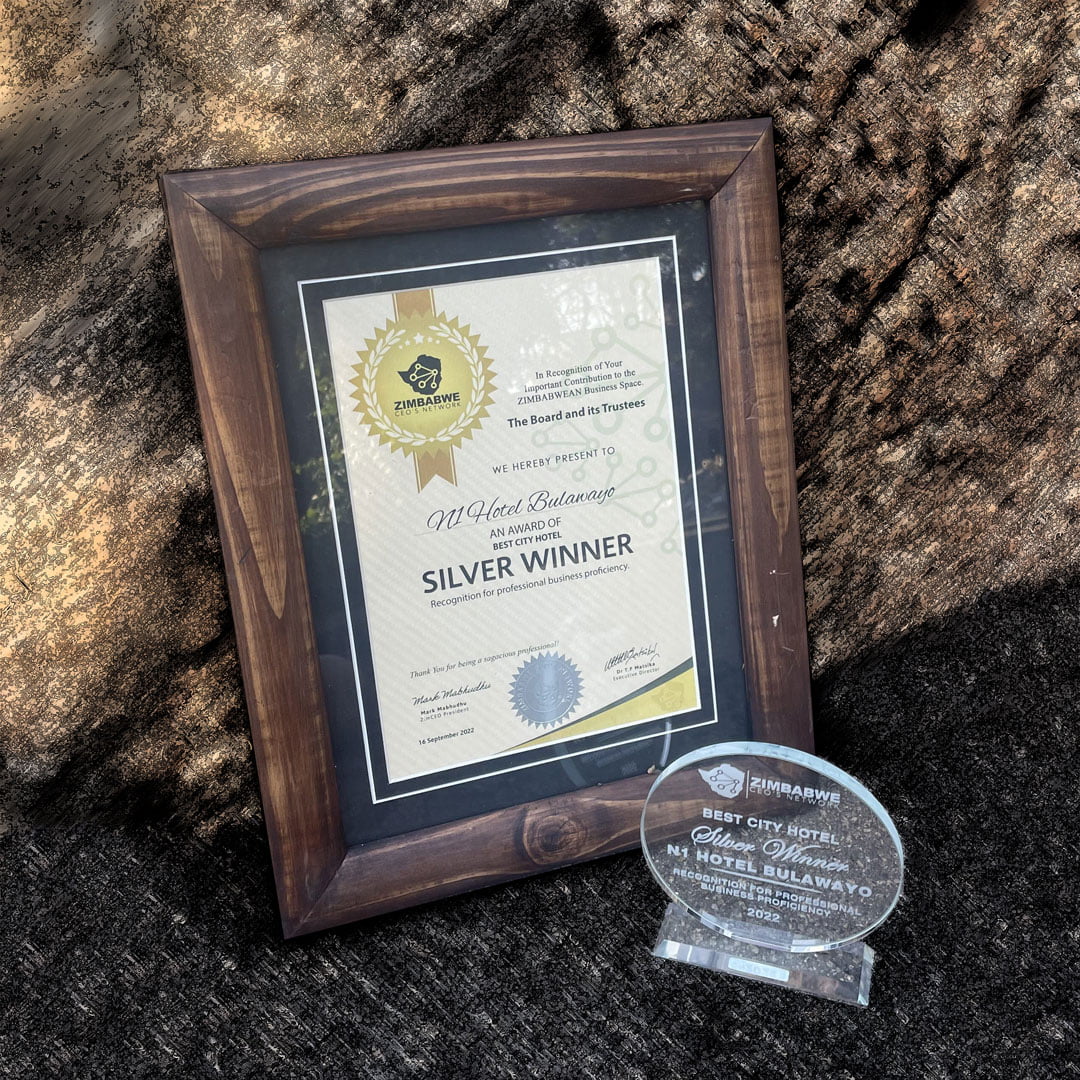 ZIMBABWE
CEO'S NETWORK
In Recognition of Your
Important Contribution to the
ZIMBABWEAN Business Space.
The Board and its Trustees
WE HEREBY PRESENT TO
N1 Hotel Bulawayo
AN AWARD OF
BEST CITY HOTEL
SILVER WINNER
Recognition for professional business proficiency.
Thank You for being a sagacious professional!
Mark Mabhudhu
Mark Mabhudhu
ZimCEO President
16 September 2022
Dr T.F Matsika
Executive Director
ZIMBABWE
CEO'S NETWORK
BEST CITY HOTEL
Silver Winner
N1 HOTEL BULAWAYO
RECOGNITION FOR PROFESSIONAL
BUSINESS PROFICIENCY
2022